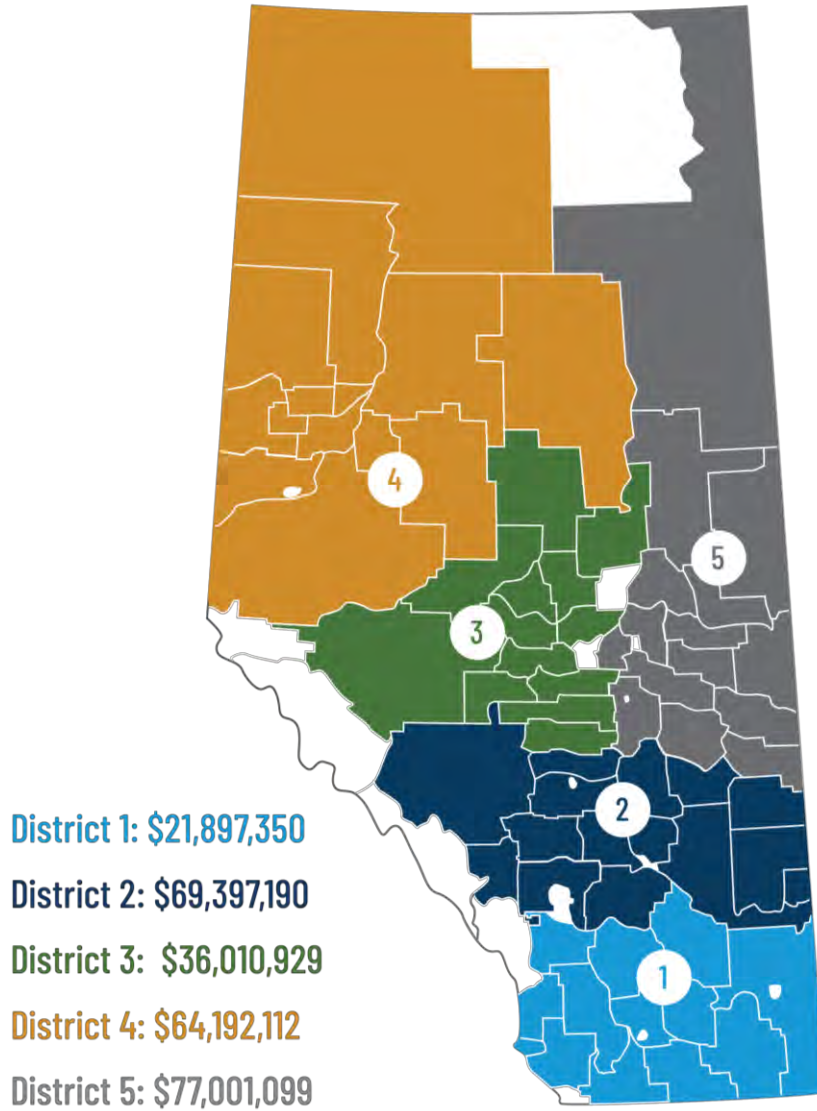 4
5
3
2
1
District 1: $21,897,350
District 2: $69,397,190
District 3: $36,010,929
District 4: $64,192,112
District 5: $77,001,099